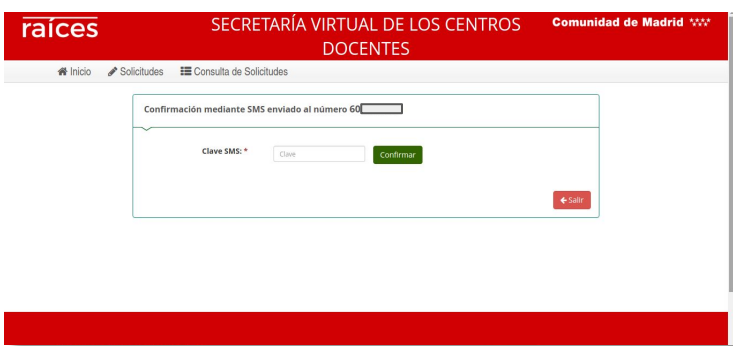 raíces
SECRETARÍA VIRTUAL DE LOS CENTROS
DOCENTES
Comunidad de Madrid
Inicio Solicitudes Consulta de Solicitudes
Confirmación mediante SMS enviado al número 60
Clave SMS: * Clave Confirmar
Salir